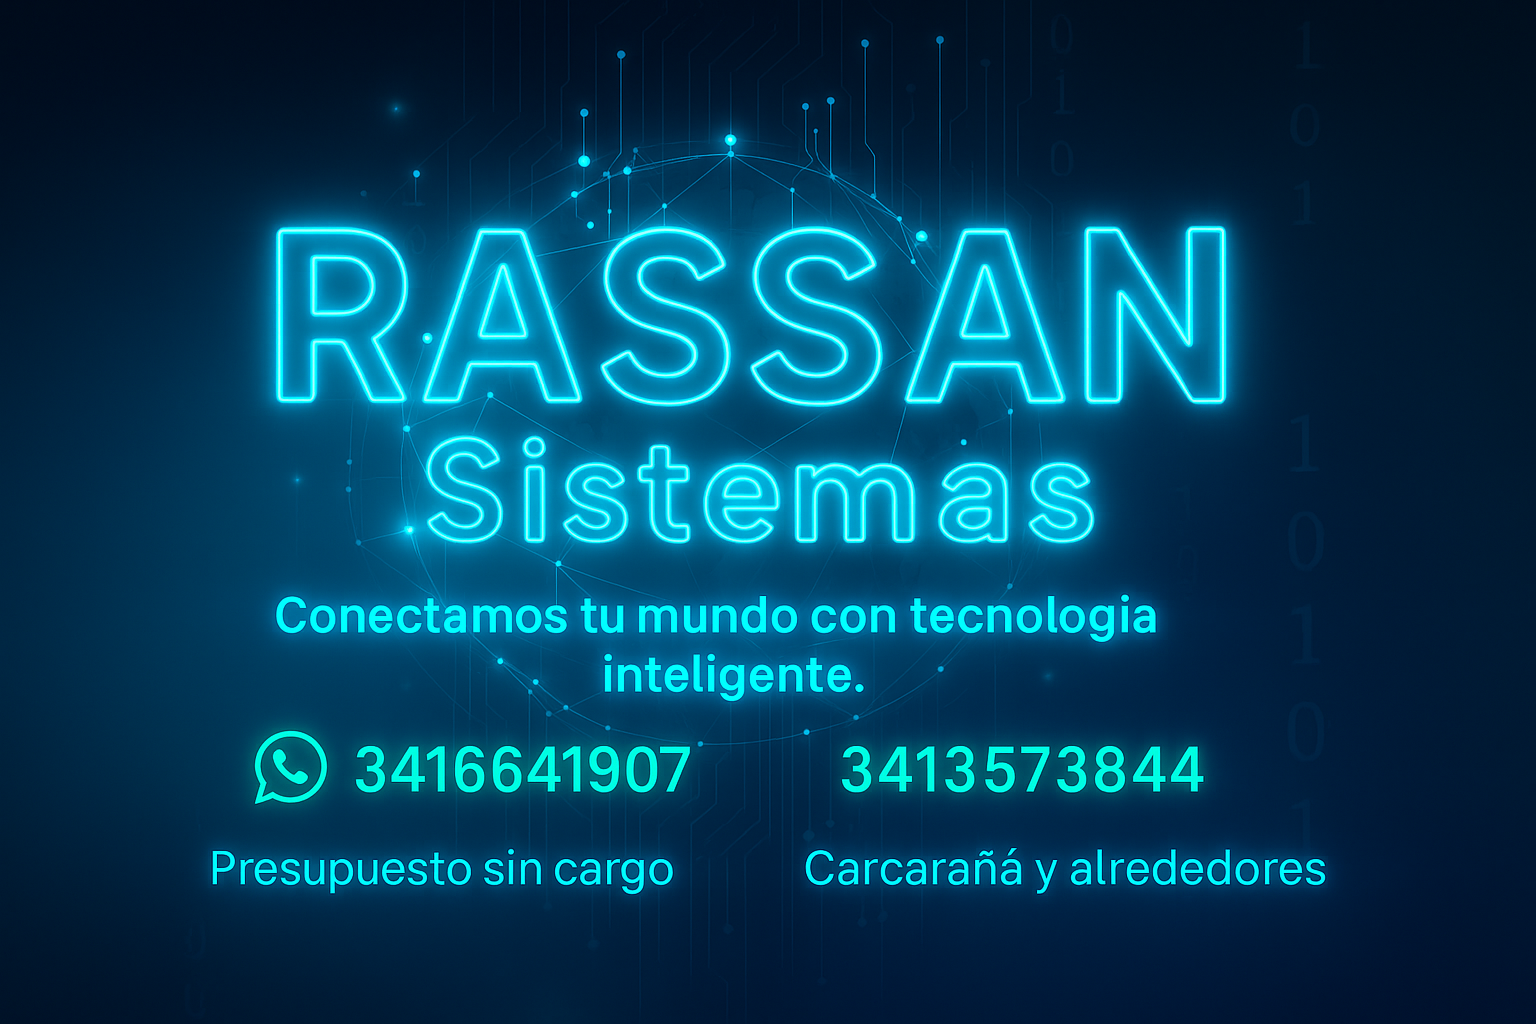 RASSAN
Sistemas
Conectamos tu mundo con tecnologia
inteligente.
3416641907 3413573844
Presupuesto sin cargo Carcarañá y alrededores